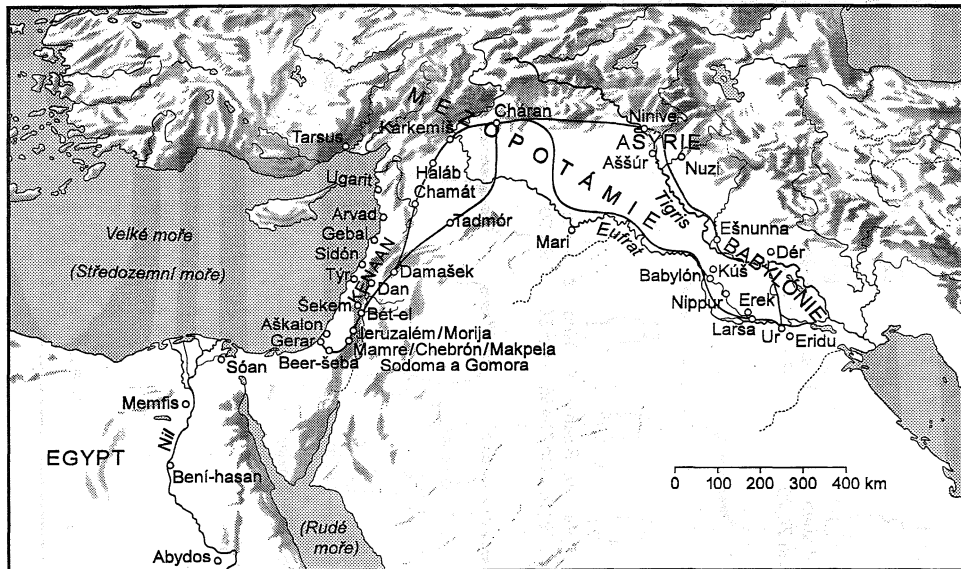 MEZOPOTÁMIE
Cháran
Tarsus
Karkemiš
Ninive
ASÝRIE
Aššúr
Nuzi
Haláb
Chamát
Ugarit
Tigris
Arvad
Tadmór
Velké moře
Gebal
Ešnunna
Mari
Eufrat
BABYLÓNIE
Dér
(Středozemní moře)
Sidón
KENAAN
Týr
Damašek
Dan
Babylón
Kúš
Šekem
Bét-el
Nippur
Erek
Aškalon
Jeruzalém/Morija
Larsa
Ur
Eridu
Gerar
Mamre/Chebrón/Makpela
Beer-šeba
Sodoma a Gomora
Sóan
Memfis
Nil
EGYPT
Bení-hasan
0 100 200 300 400 km
(Rudé
moře)
Abydos